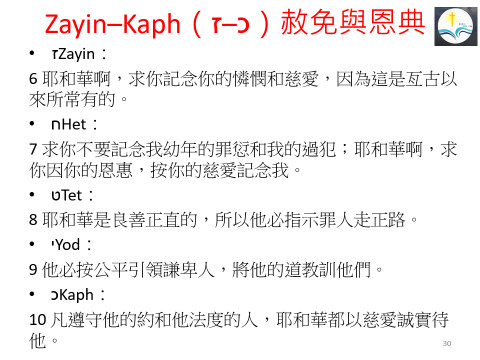 Zayin–Kaph（ז–כ）赦免與恩典
• זZayin：
6 耶和華啊，求你記念你的憐憫和慈愛，因為這是亙古以
來所常有的。
• חHet：
7 求你不要記念我幼年的罪愆和我的過犯；耶和華啊，求
你因你的恩惠，按你的慈愛記念我。
• טTet：
8 耶和華是良善正直的，所以他必指示罪人走正路。
• יYod：
9 他必按公平引領謙卑人，將他的道教訓他們。
• כKaph：
10 凡遵守他的約和他法度的人，耶和華都以慈愛誠實待
他。
30